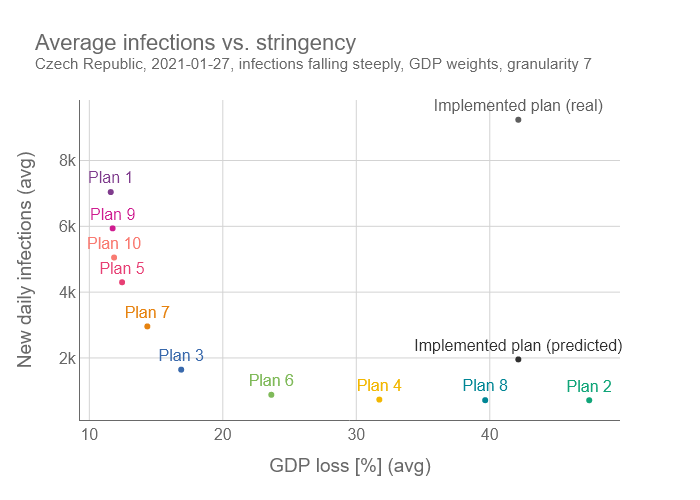 Average infections vs. stringency
Czech Republic, 2021-01-27, infections falling steeply, GDP weights, granularity 7
Implemented plan (real)
8k
Plan 1
Plan 9
6k
Plan 10
Plan 5
4k
Plan 7
Implemented plan (predicted)
Plan 3
2k
Plan 6
Plan 4
Plan 8
Plan 2
New daily infections (avg)
10
20
30
40
GDP loss [%] (avg)